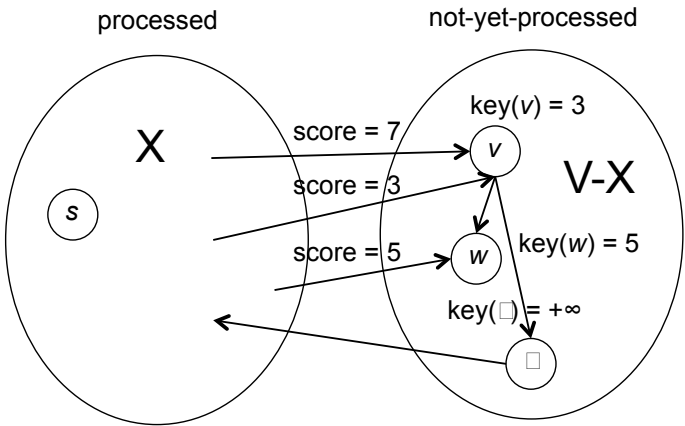 processed
not-yet-processed
key(v) = 3
score = 7
v
X
V-X
score = 3
s
score = 5
w
key(w) = 5
key(□) = +∞
□